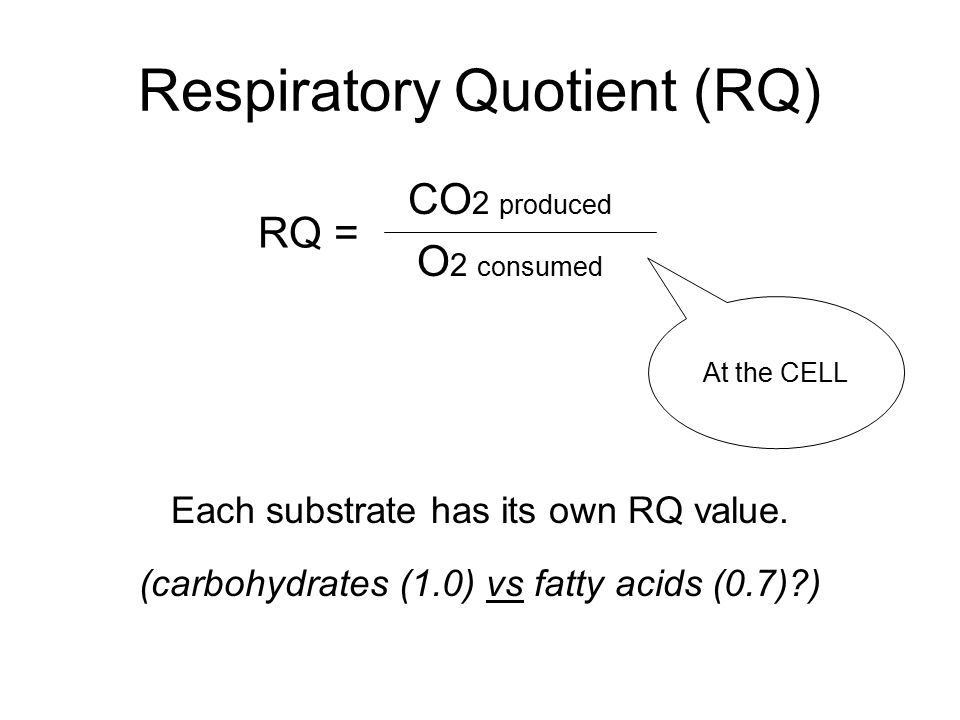 Respiratory Quotient (RQ)
RQ =
CO2 produced
O2 consumed
At the CELL
Each substrate has its own RQ value.
(carbohydrates (1.0) vs fatty acids (0.7)?)